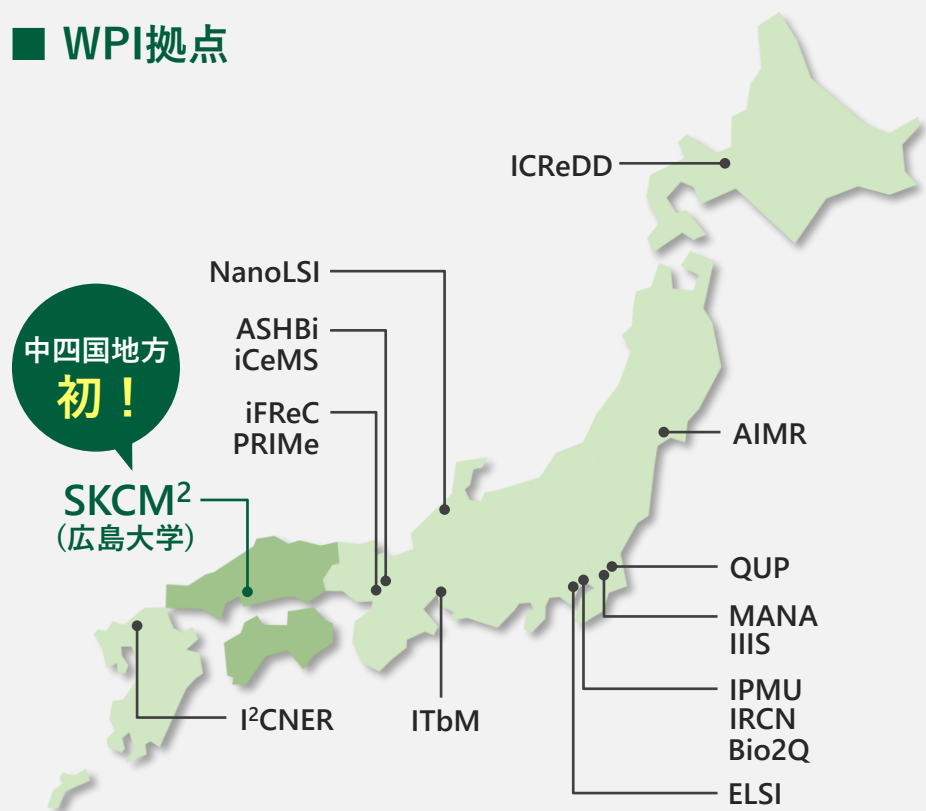 ■ WPI拠点
ICReDD
NanoLSI
ASHBi
iCeMS
中四国地方
初！
iFReC
PRIMe
AIMR
SKCM²
(広島大学)
QUP
MANA
IIIS
IPMU
IRCN
Bio2Q
I²CNER
ITbM
ELSI